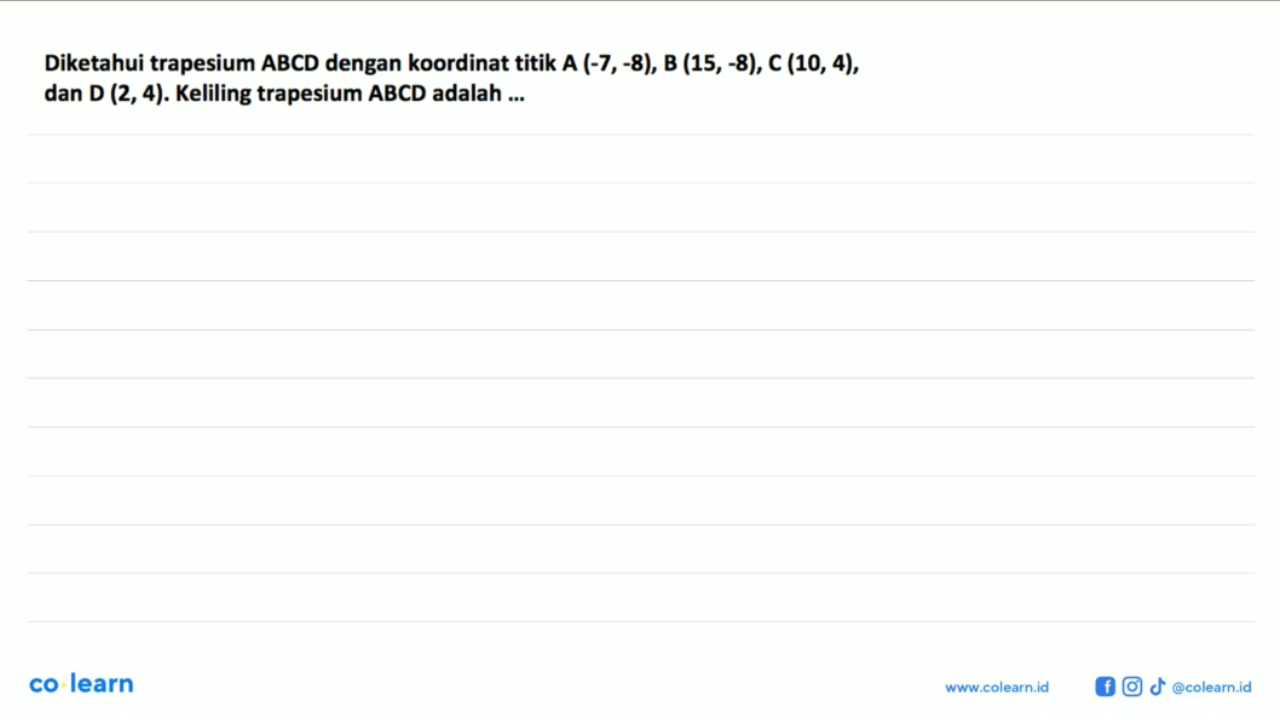 Diketahui trapesium ABCD dengan koordinat titik A (-7, -8), B (15, -8), C (10, 4),
dan D (2, 4). Keliling trapesium ABCD adalah ...
co learn
www.colearn.id
@colearn.id